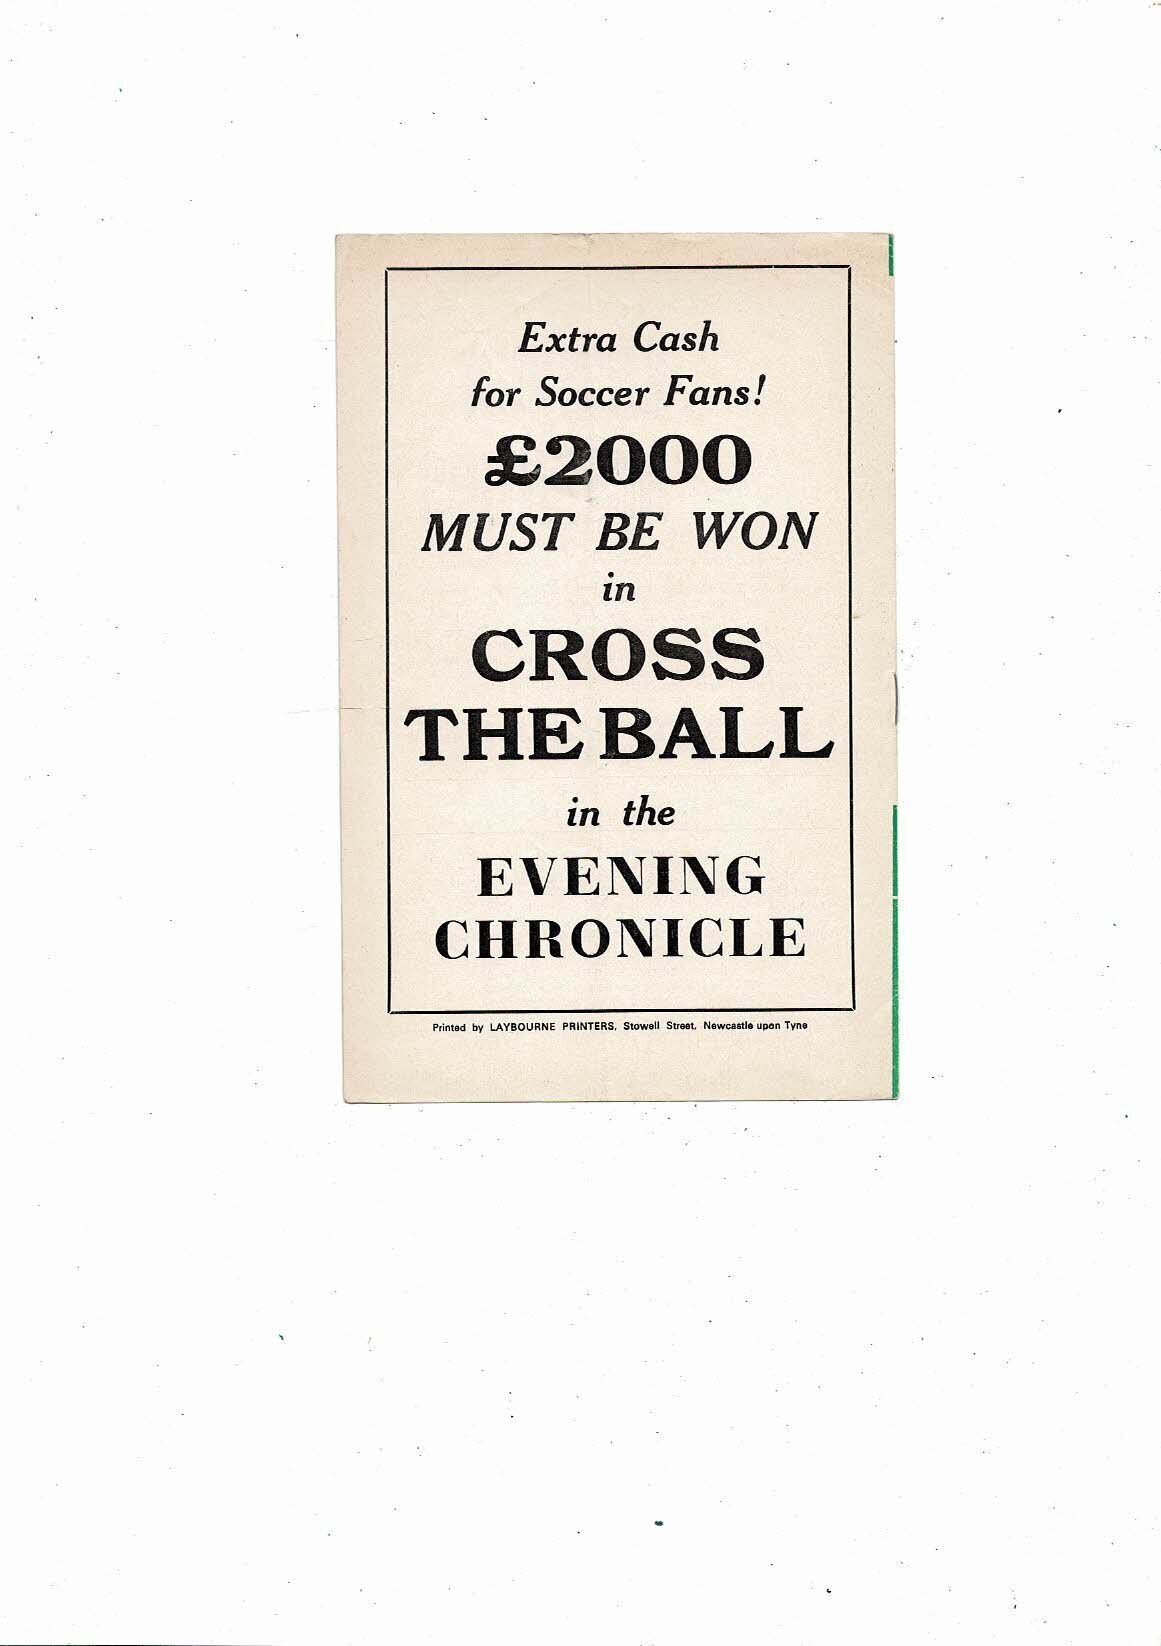 Extra Cash
for Soccer Fans!
£2000
MUST BE WON
in
CROSS
THE BALL
in the
EVENING
CHRONICLE
Printed by LAYBOURNE PRINTERS, Stowell Street, Newcastle upon Tyne